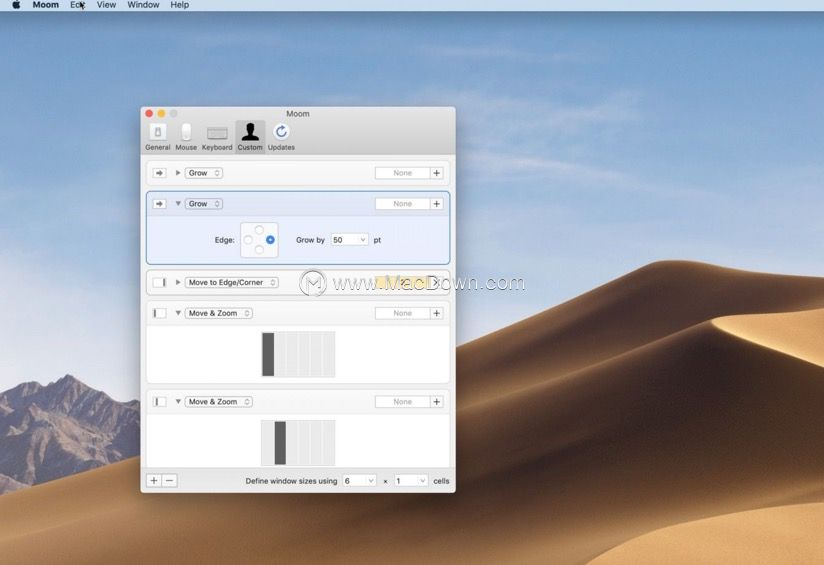 Moom Edit View Window Help
Moom
General Mouse Keyboard Custom Updates
Grow None +
Grow None +
Edge: Grow by 50 pt
Move to Edge/Corner
www.MacDown.com
Move & Zoom None +
Move & Zoom None +
+ − Define window sizes using 6 × 1 cells